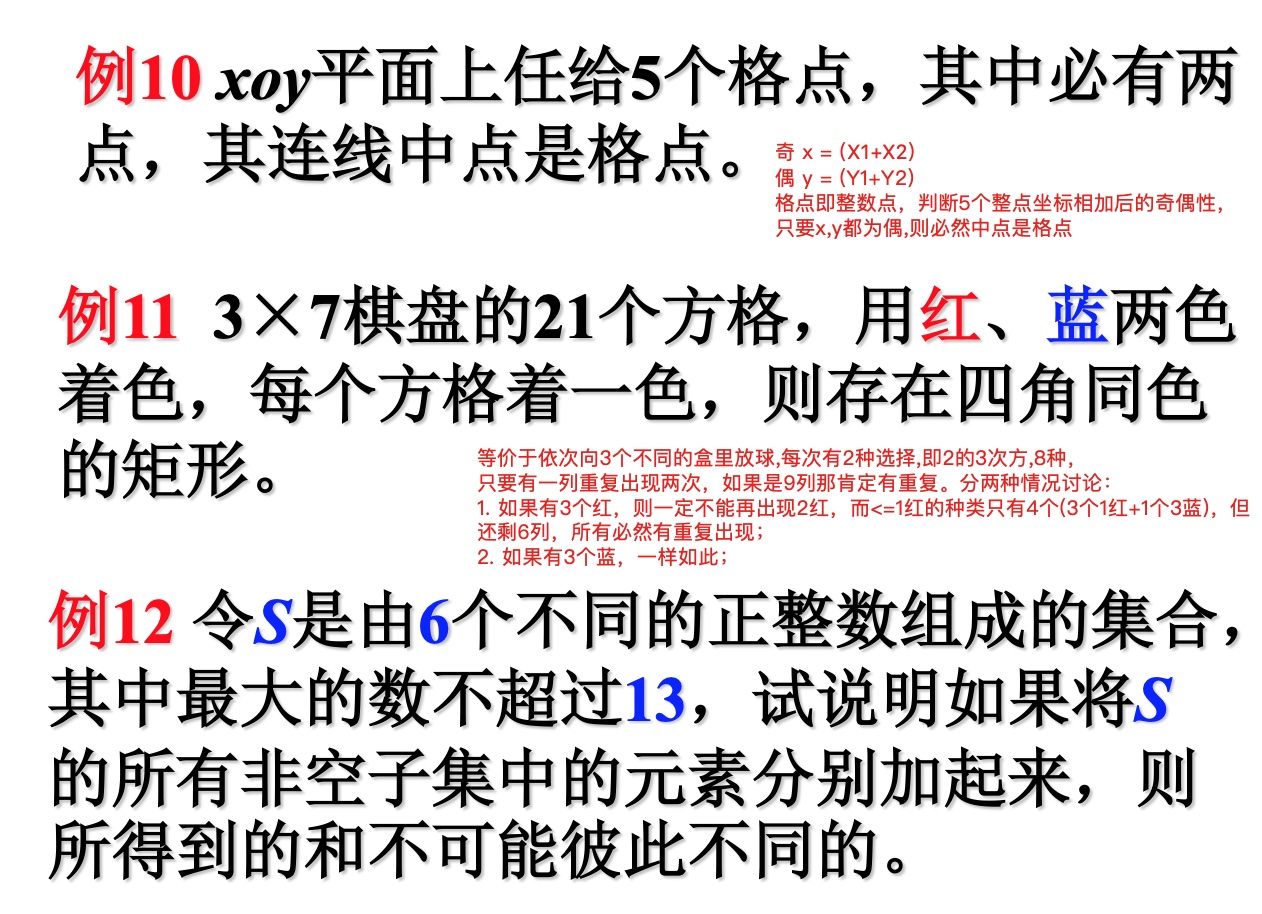 例10 xoy平面上任给5个格点，其中必有两
点，其连线中点是格点。
奇 x = (X1+X2)
偶 y = (Y1+Y2)
格点即整数点，判断5个整点坐标相加后的奇偶性，
只要x,y都为偶,则必然中点是格点
例11 3×7棋盘的21个方格，用红、蓝两色
着色，每个方格着一色，则存在四角同色
的矩形。
等价于依次向3个不同的盒里放球,每次有2种选择,即2的3次方,8种，
只要有一列重复出现两次，如果是9列那肯定有重复。分两种情况讨论：
1. 如果有3个红，则一定不能再出现2红，而<=1红的种类只有4个(3个1红+1个3蓝)，但
还剩6列，所有必然有重复出现；
2. 如果有3个蓝，一样如此；
例12 令S是由6个不同的正整数组成的集合，
其中最大的数不超过13，试说明如果将S
的所有非空子集中的元素分别加起来，则
所得到的和不可能彼此不同的。